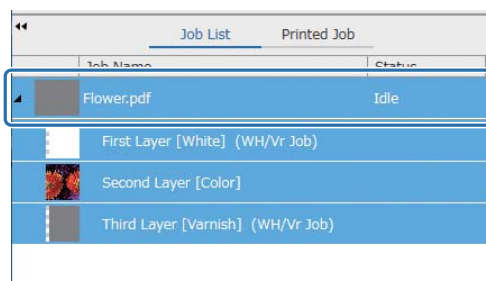 Job List Printed Job
Job Name Status
Flower.pdf Idle
First Layer [White] (WH/Vr Job)
Second Layer [Color]
Third Layer [Varnish] (WH/Vr Job)